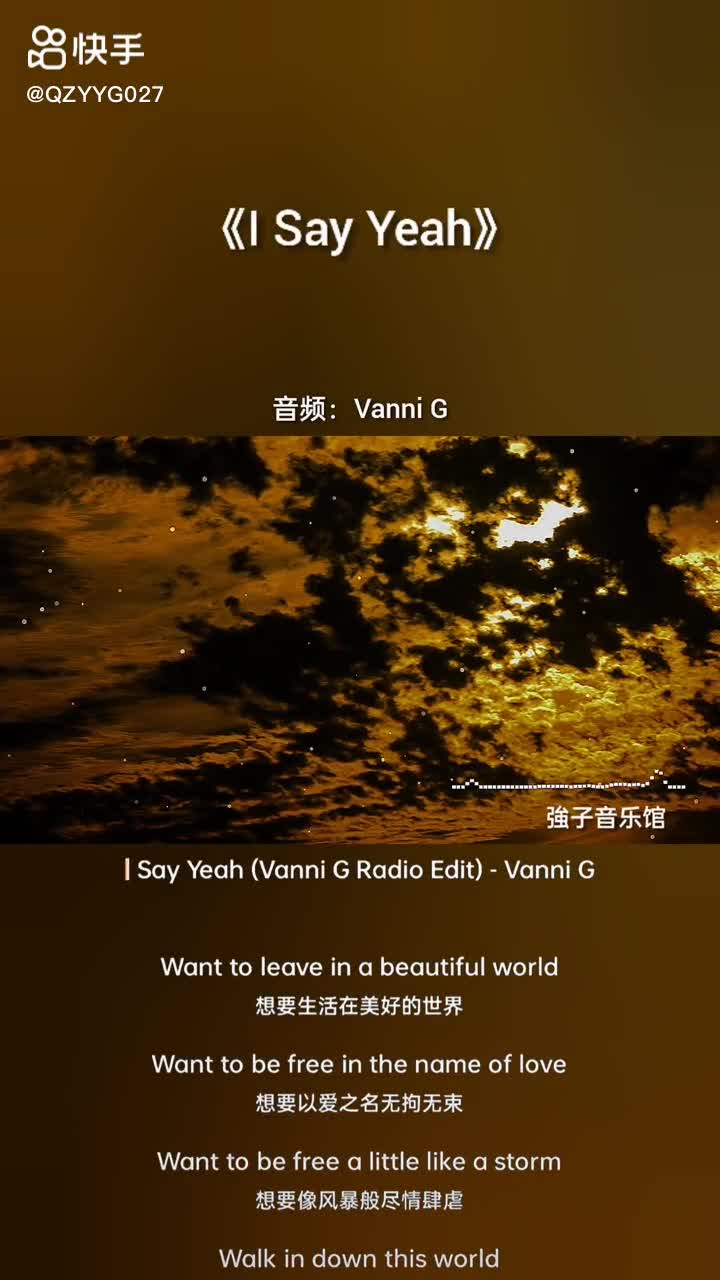 快手
@QZYYG027
《I Say Yeah》
音频：Vanni G
強子音乐馆
I Say Yeah (Vanni G Radio Edit) - Vanni G
Want to leave in a beautiful world
想要生活在美好的世界
Want to be free in the name of love
想要以爱之名无拘无束
Want to be free a little like a storm
想要像风暴般尽情肆虐
Walk in down this world